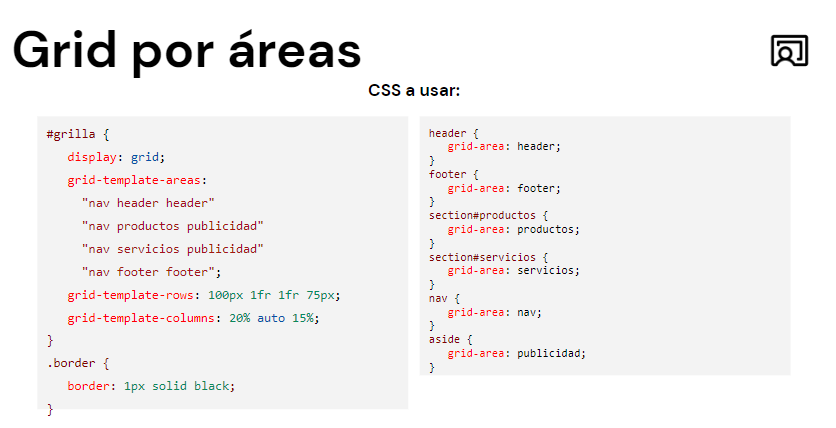 Grid por áreas
CSS a usar:
#grilla {
display: grid;
grid-template-areas:
"nav header header"
"nav productos publicidad"
"nav servicios publicidad"
"nav footer footer";
grid-template-rows: 100px 1fr 1fr 75px;
grid-template-columns: 20% auto 15%;
}
.border {
border: 1px solid black;
}
header {
grid-area: header;
}
footer {
grid-area: footer;
}
section#productos {
grid-area: productos;
}
section#servicios {
grid-area: servicios;
}
nav {
grid-area: nav;
}
aside {
grid-area: publicidad;
}